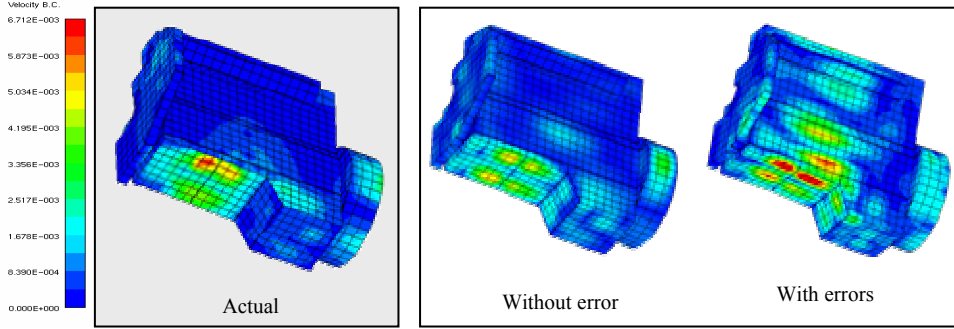 Velocity B.C.
6.712E-003
5.873E-003
5.034E-003
4.195E-003
3.356E-003
2.517E-003
1.678E-003
8.390E-004
0.000E+000
Actual
Without error
With errors